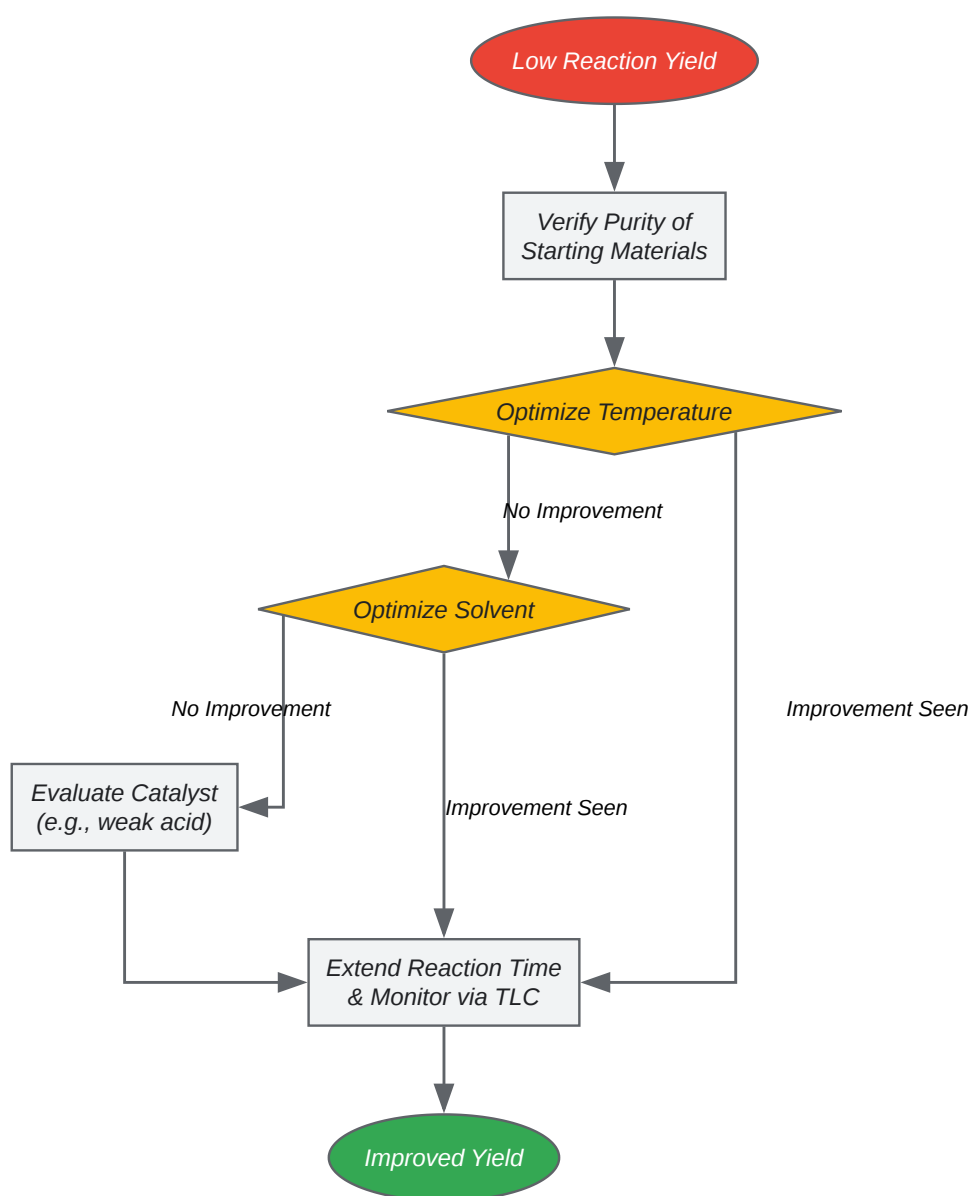 Low Reaction Yield
Verify Purity of
Starting Materials
Optimize Temperature
No Improvement
Optimize Solvent
No Improvement
Improvement Seen
Evaluate Catalyst
(e.g., weak acid)
Improvement Seen
Extend Reaction Time
& Monitor via TLC
Improved Yield